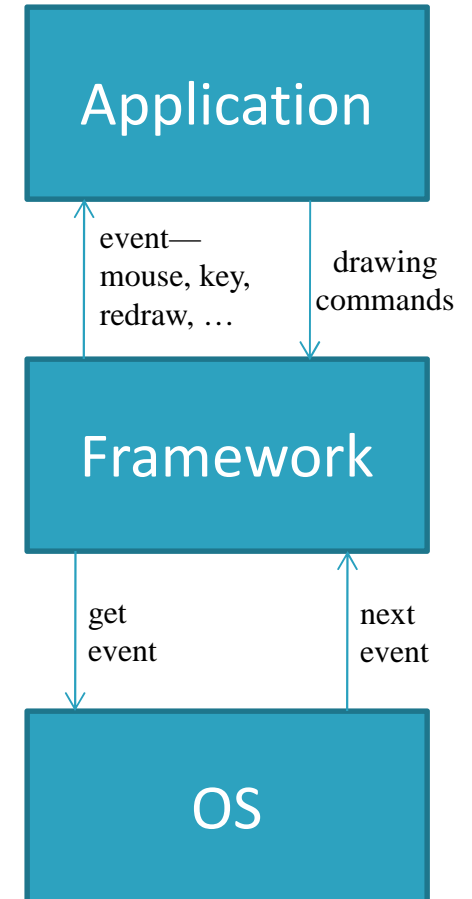 Application
event—
mouse, key,
redraw, …
drawing
commands
Framework
get
event
next
event
OS